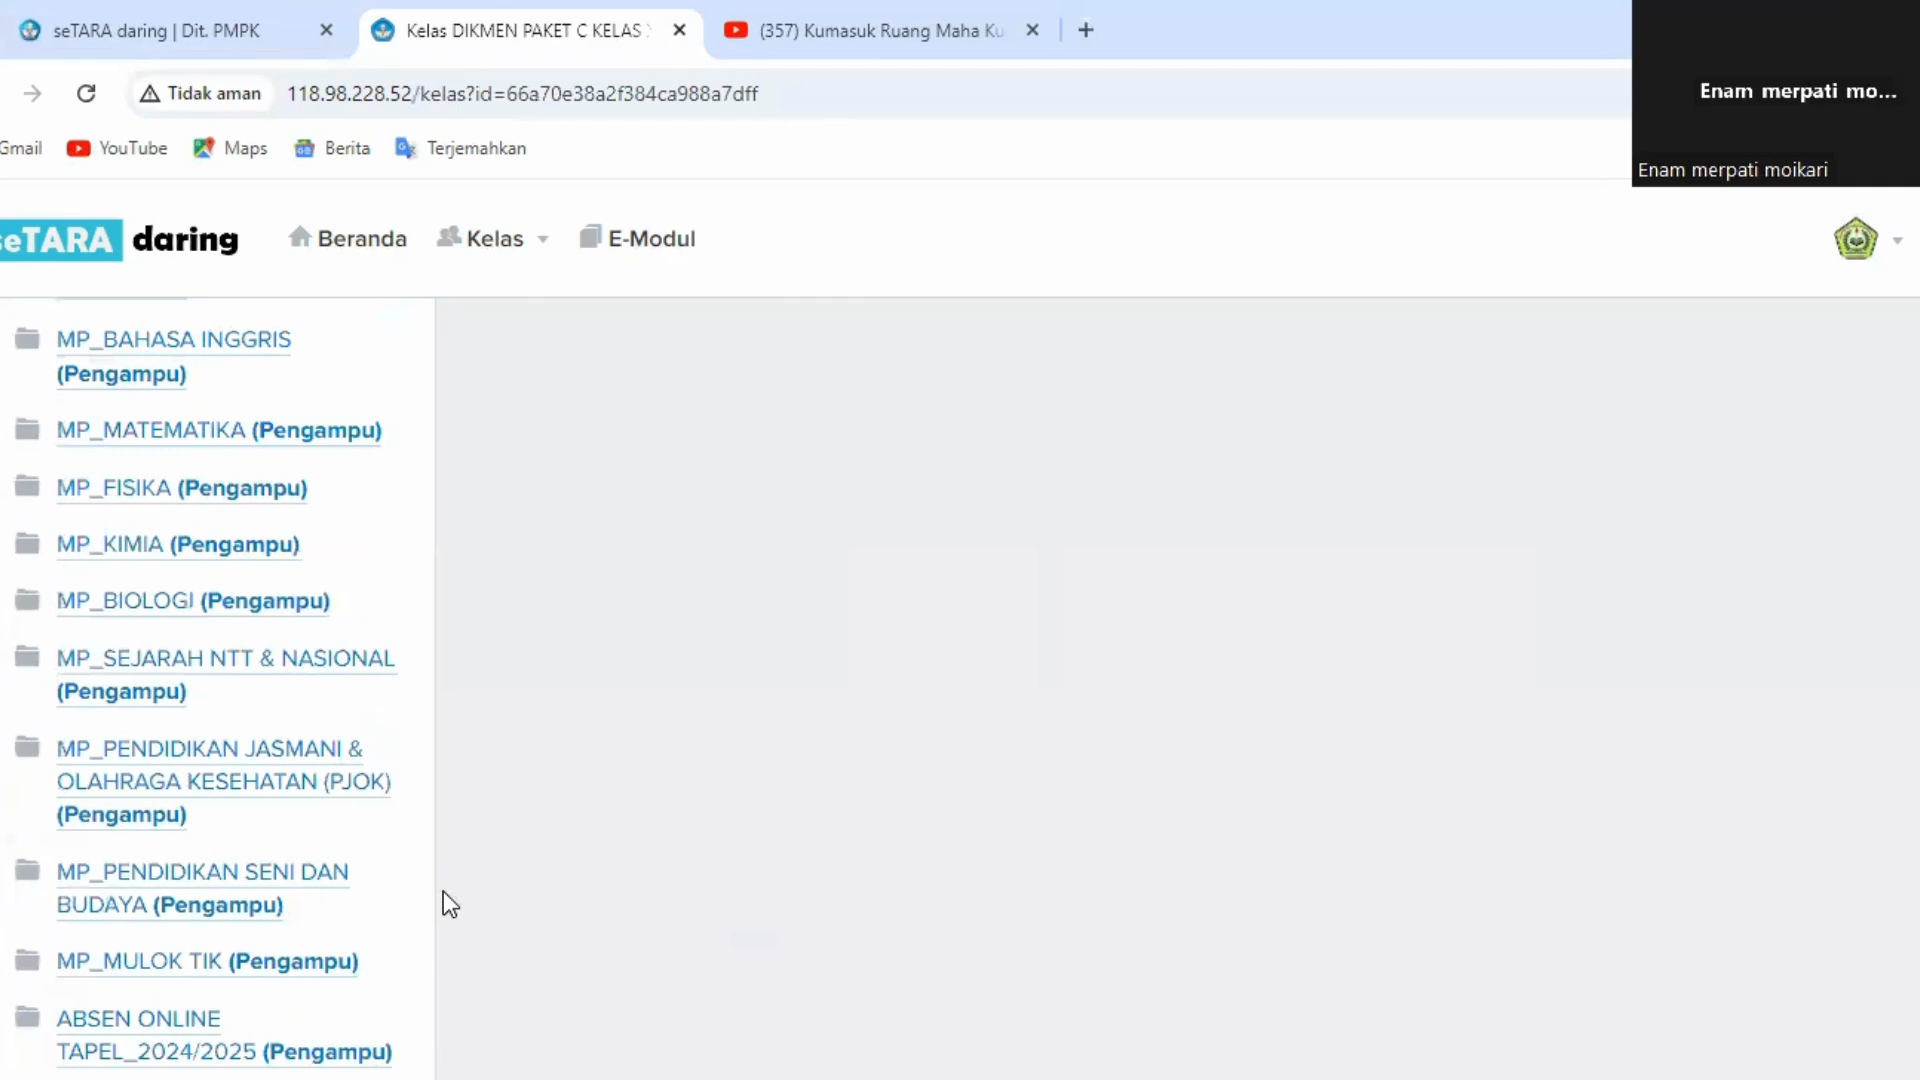 seTARA daring | Dit. PMPK
Kelas DIKMEN PAKET C KELAS
(357) Kumasuk Ruang Maha Ku
Enam merpati mo...
Enam merpati moikari
Tidak aman
118.98.228.52/kelas?id=66a70e38a2f384ca988a7dff
Gmail
YouTube
Maps
Berita
Terjemahkan
seTARA daring
Beranda
Kelas
E-Modul
MP_BAHASA INGGRIS
(Pengampu)
MP_MATEMATIKA (Pengampu)
MP_FISIKA (Pengampu)
MP_KIMIA (Pengampu)
MP_BIOLOGI (Pengampu)
MP_SEJARAH NTT & NASIONAL
(Pengampu)
MP_PENDIDIKAN JASMANI &
OLAHRAGA KESEHATAN (PJOK)
(Pengampu)
MP_PENDIDIKAN SENI DAN
BUDAYA (Pengampu)
MP_MULOK TIK (Pengampu)
ABSEN ONLINE
TAPEL_2024/2025 (Pengampu)